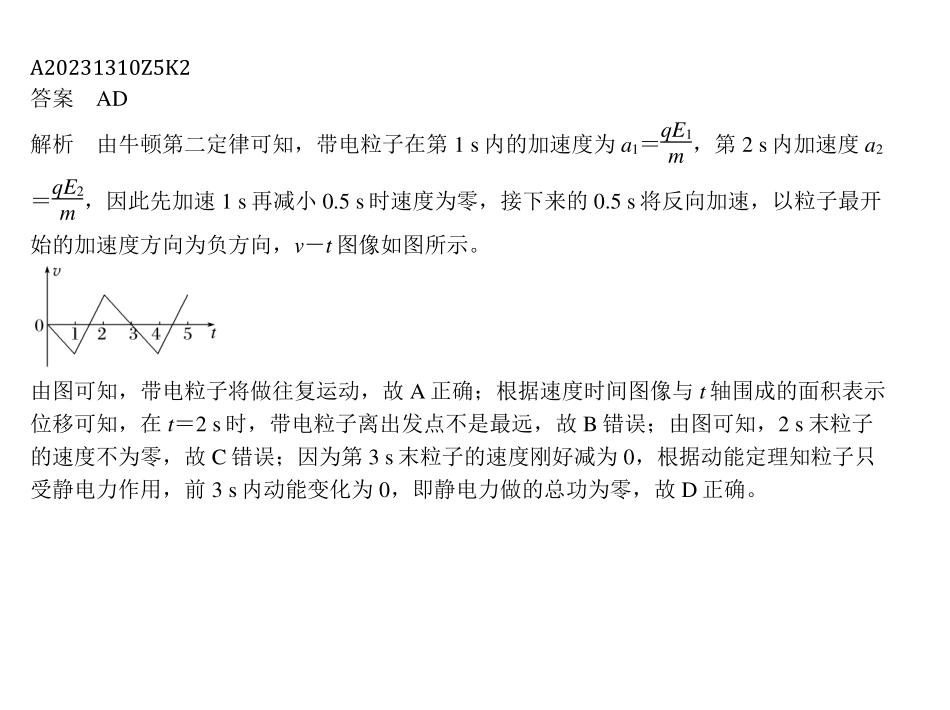 A20231310Z5K2
答案 AD
解析 由牛顿第二定律可知，带电粒子在第 1 s 内的加速度为 a₁＝qE₁/m，第 2 s 内加速度 a₂
＝qE₂/m，因此先加速 1 s 再减小 0.5 s 时速度为零，接下来的 0.5 s 将反向加速，以粒子最开
始的加速度方向为负方向，v－t 图像如图所示。
v
0 1 2 3 4 5 t
由图可知，带电粒子将做往复运动，故 A 正确；根据速度时间图像与 t 轴围成的面积表示
位移可知，在 t＝2 s 时，带电粒子离出发点不是最远，故 B 错误；由图可知，2 s 末粒子
的速度不为零，故 C 错误；因为第 3 s 末粒子的速度刚好减为 0，根据动能定理知粒子只
受静电力作用，前 3 s 内动能变化为 0，即静电力做的总功为零，故 D 正确。